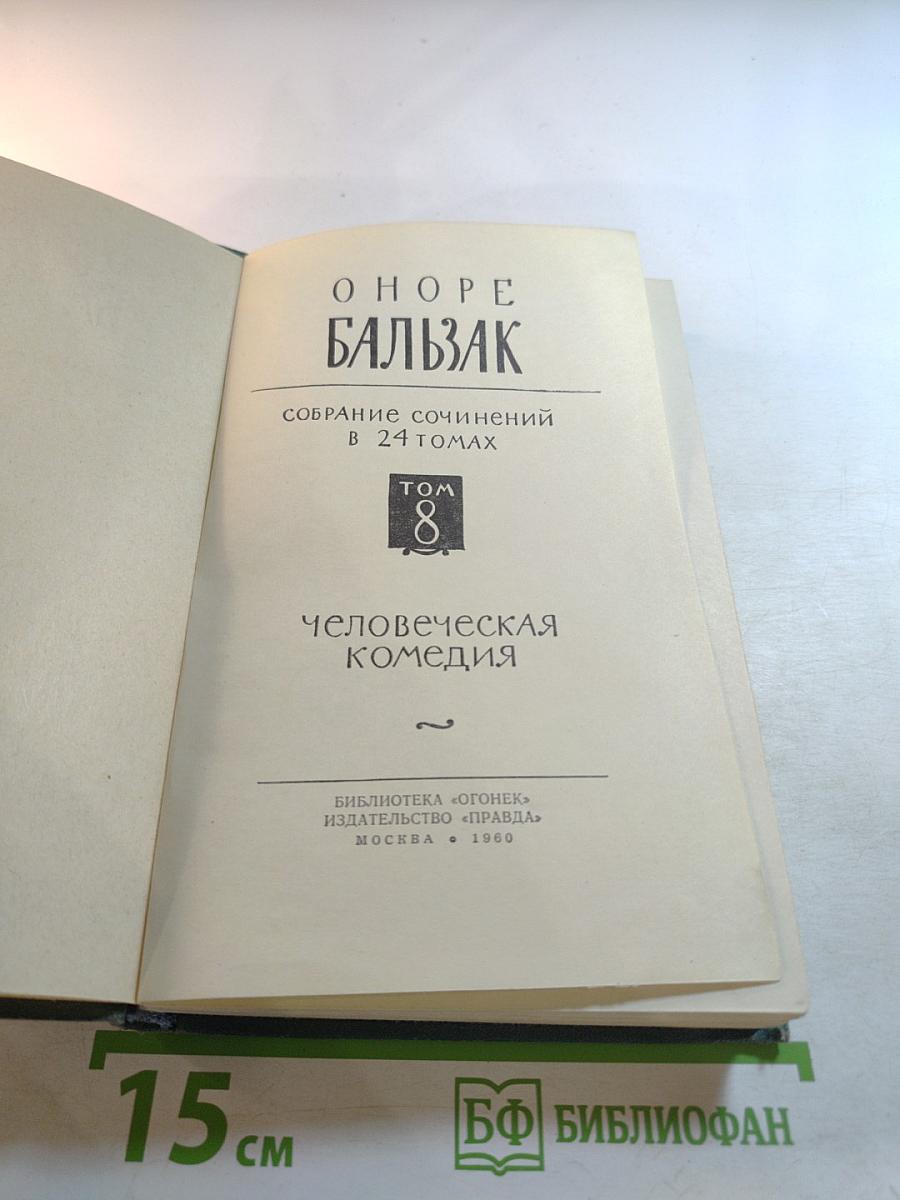 ОНОРЕ
БАЛЬЗАК
СОБРАНИЕ СОЧИНЕНИЙ
В 24 ТОМАХ
ТОМ
8
ЧЕЛОВЕЧЕСКАЯ
КОМЕДИЯ
БИБЛИОТЕКА «ОГОНЕК»
ИЗДАТЕЛЬСТВО «ПРАВДА»
МОСКВА • 1960
15 см
БФ БИБЛИОФАН